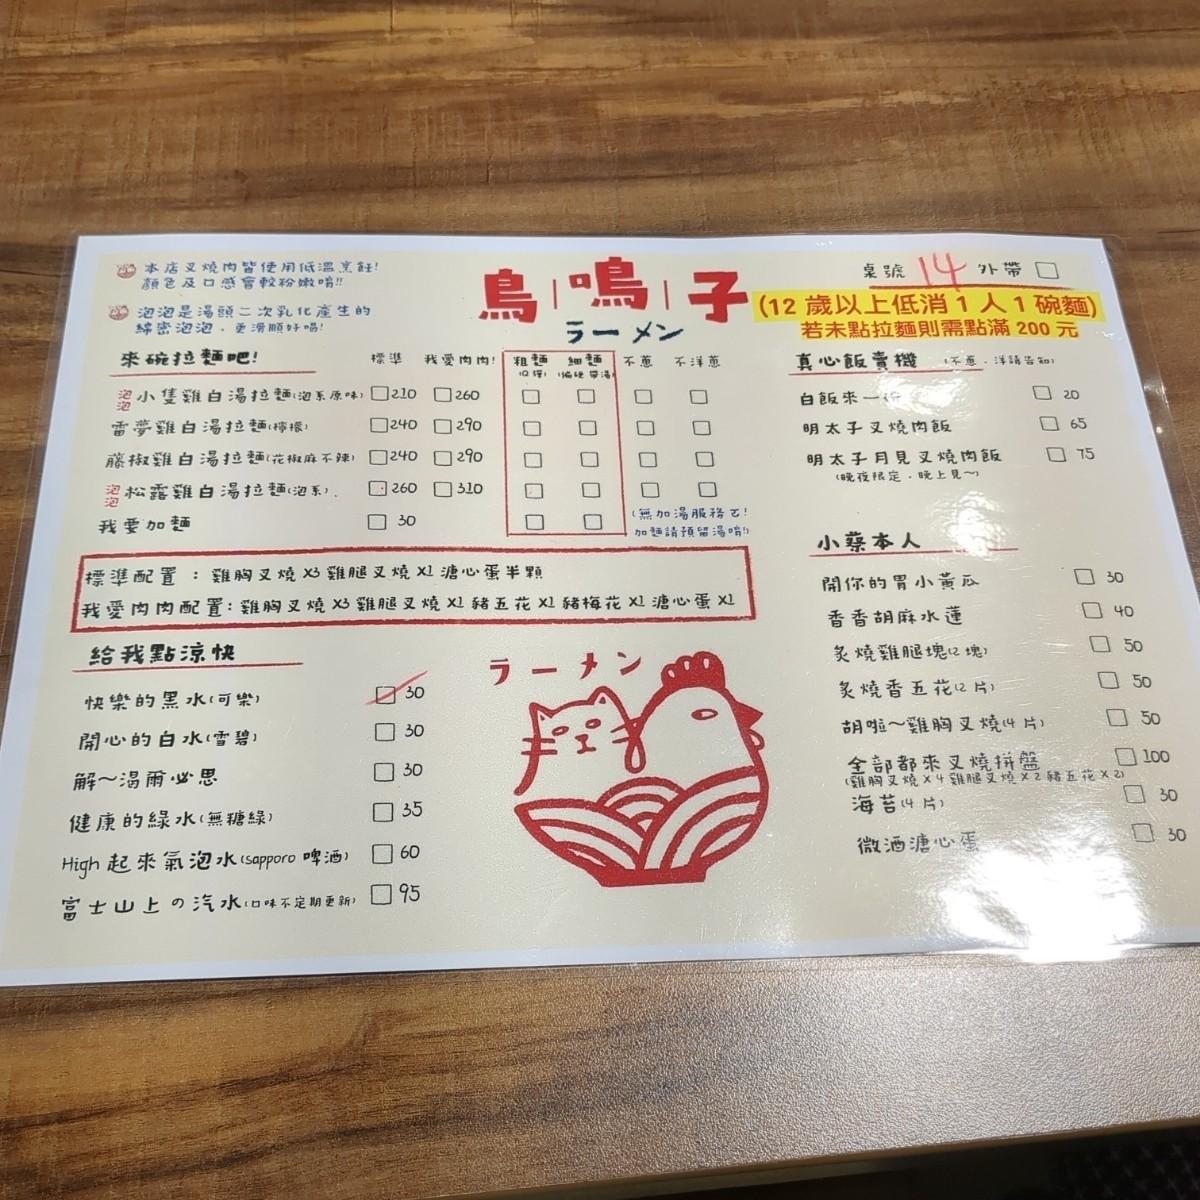 本店叉燒肉皆使用低溫烹飪!
顏色及口感會較粉嫩唷!!
泡泡是湯頭二次乳化產生的
綿密泡泡，更滑順好喝!
鳥|鳴|子
ラーメン
桌號 14 外帶
(12 歲以上低消 1 人 1 碗麵)
若未點拉麵則需點滿 200 元
來碗拉麵吧! 標準 我愛肉肉! 粗麵 細麵 不蔥 不洋蔥
泡泡 小隻雞白湯拉麵(泡系原味) 210 260
雷夢雞白湯拉麵(檸檬) 240 290
藤椒雞白湯拉麵(花椒麻不辣) 240 290
泡泡 松露雞白湯拉麵(泡系) 260 310
我要加麵 30
(無加湯服務ㄛ!
加麵請預留湯唷!)
標準配置 : 雞胸叉燒 X3 雞腿叉燒 X1 溏心蛋半顆
我愛肉肉配置: 雞胸叉燒 X3 雞腿叉燒 X1 豬五花 X1 豬梅花 X1 溏心蛋 X1
給我點涼快
快樂的黑水(可樂) 30
開心的白水(雪碧) 30
解～渴爾必思 30
健康的綠水(無糖綠) 35
High 起來氣泡水(sapporo 啤酒) 60
富士山上の汽水(口味不定期更新) 95
ラーメン
真心飯賣機 (不蔥．洋請告知)
白飯來一 20
明太子叉燒肉飯 65
明太子月見叉燒肉飯 75
(晚夜限定．晚上見～)
小菜本人
開你的胃小黃瓜 30
香香胡麻水蓮 40
炙燒雞腿塊(2 塊) 50
炙燒香五花(2 片) 50
胡啦～雞胸叉燒(4 片) 50
全部都來叉燒拼盤 100
(雞胸叉燒 X 4 雞腿叉燒 X 2 豬五花 X 2)
海苔(4 片) 30
微酒溏心蛋 30